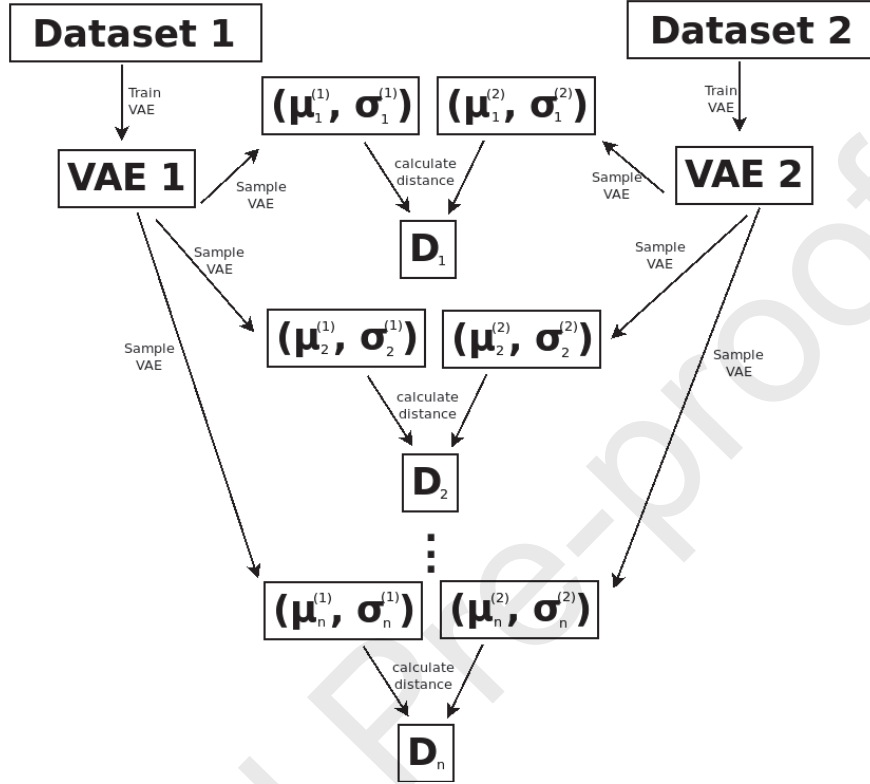 Dataset 1
Dataset 2
Train
VAE
Train
VAE
(μ₁⁽¹⁾, σ₁⁽¹⁾)
(μ₁⁽²⁾, σ₁⁽²⁾)
VAE 1
VAE 2
calculate
distance
Sample
VAE
Sample
VAE
D₁
Sample
VAE
Sample
VAE
(μ₂⁽¹⁾, σ₂⁽¹⁾)
(μ₂⁽²⁾, σ₂⁽²⁾)
Sample
VAE
Sample
VAE
calculate
distance
D₂
⋮
(μₙ⁽¹⁾, σₙ⁽¹⁾)
(μₙ⁽²⁾, σₙ⁽²⁾)
calculate
distance
Dₙ
Pre-proof